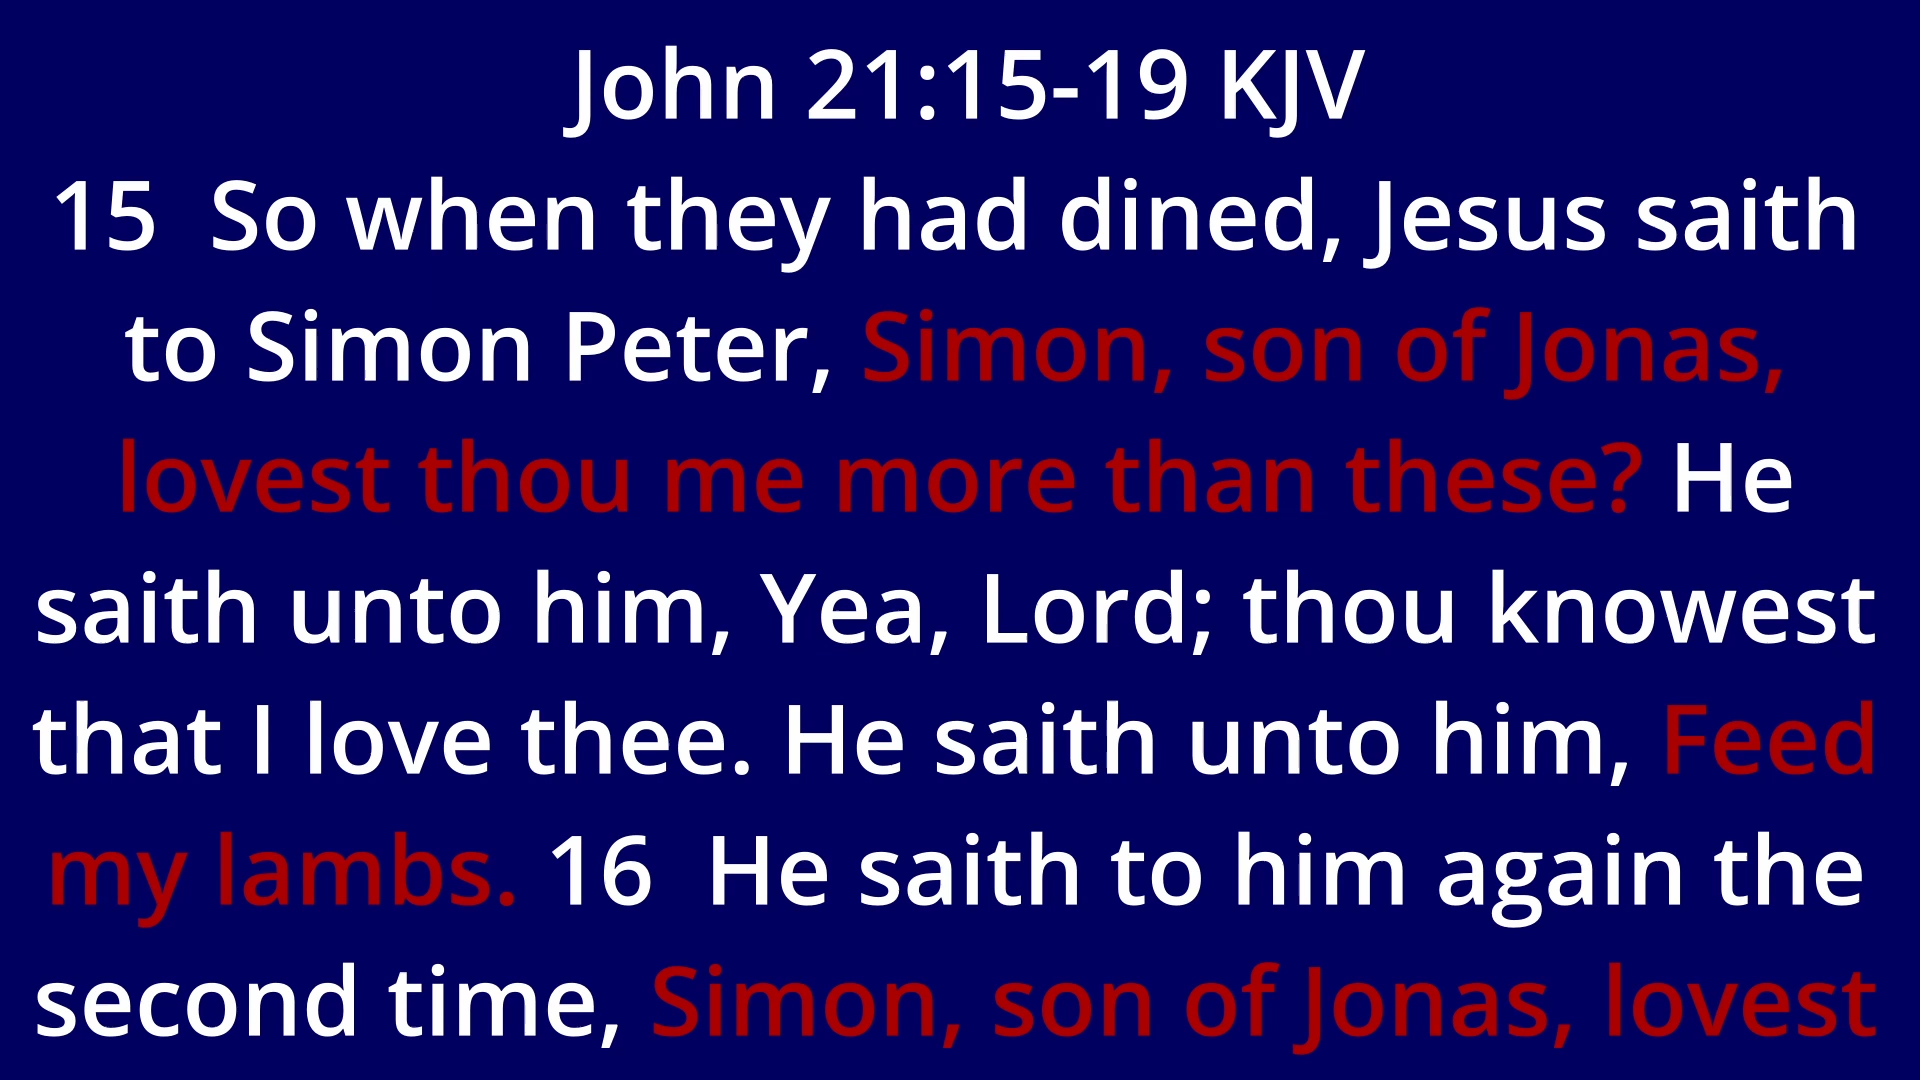 John 21:15-19 KJV
15  So when they had dined, Jesus saith
to Simon Peter, Simon, son of Jonas,
lovest thou me more than these? He
saith unto him, Yea, Lord; thou knowest
that I love thee. He saith unto him, Feed
my lambs. 16  He saith to him again the
second time, Simon, son of Jonas, lovest